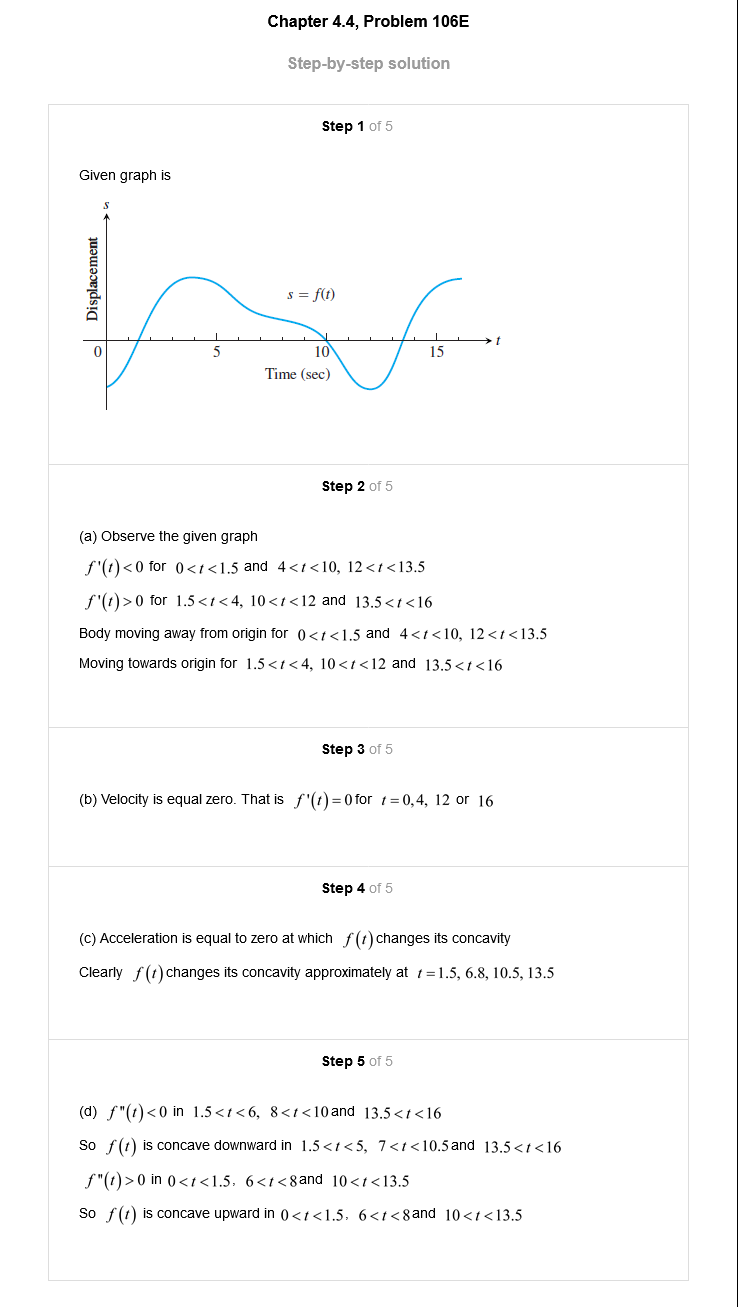 Chapter 4.4, Problem 106E
Step-by-step solution
Step 1 of 5
Given graph is
s
Displacement
s = f(t)
0
5
10
15
t
Time (sec)
Step 2 of 5
(a) Observe the given graph
f'(t)<0 for 0<t<1.5 and 4<t<10, 12<t<13.5
f'(t)>0 for 1.5<t<4, 10<t<12 and 13.5<t<16
Body moving away from origin for 0<t<1.5 and 4<t<10, 12<t<13.5
Moving towards origin for 1.5<t<4, 10<t<12 and 13.5<t<16
Step 3 of 5
(b) Velocity is equal zero. That is f'(t)=0 for t=0,4, 12 or 16
Step 4 of 5
(c) Acceleration is equal to zero at which f(t) changes its concavity
Clearly f(t) changes its concavity approximately at t=1.5, 6.8, 10.5, 13.5
Step 5 of 5
(d) f"(t)<0 in 1.5<t<6, 8<t<10 and 13.5<t<16
So f(t) is concave downward in 1.5<t<5, 7<t<10.5 and 13.5<t<16
f"(t)>0 in 0<t<1.5, 6<t<8 and 10<t<13.5
So f(t) is concave upward in 0<t<1.5, 6<t<8 and 10<t<13.5